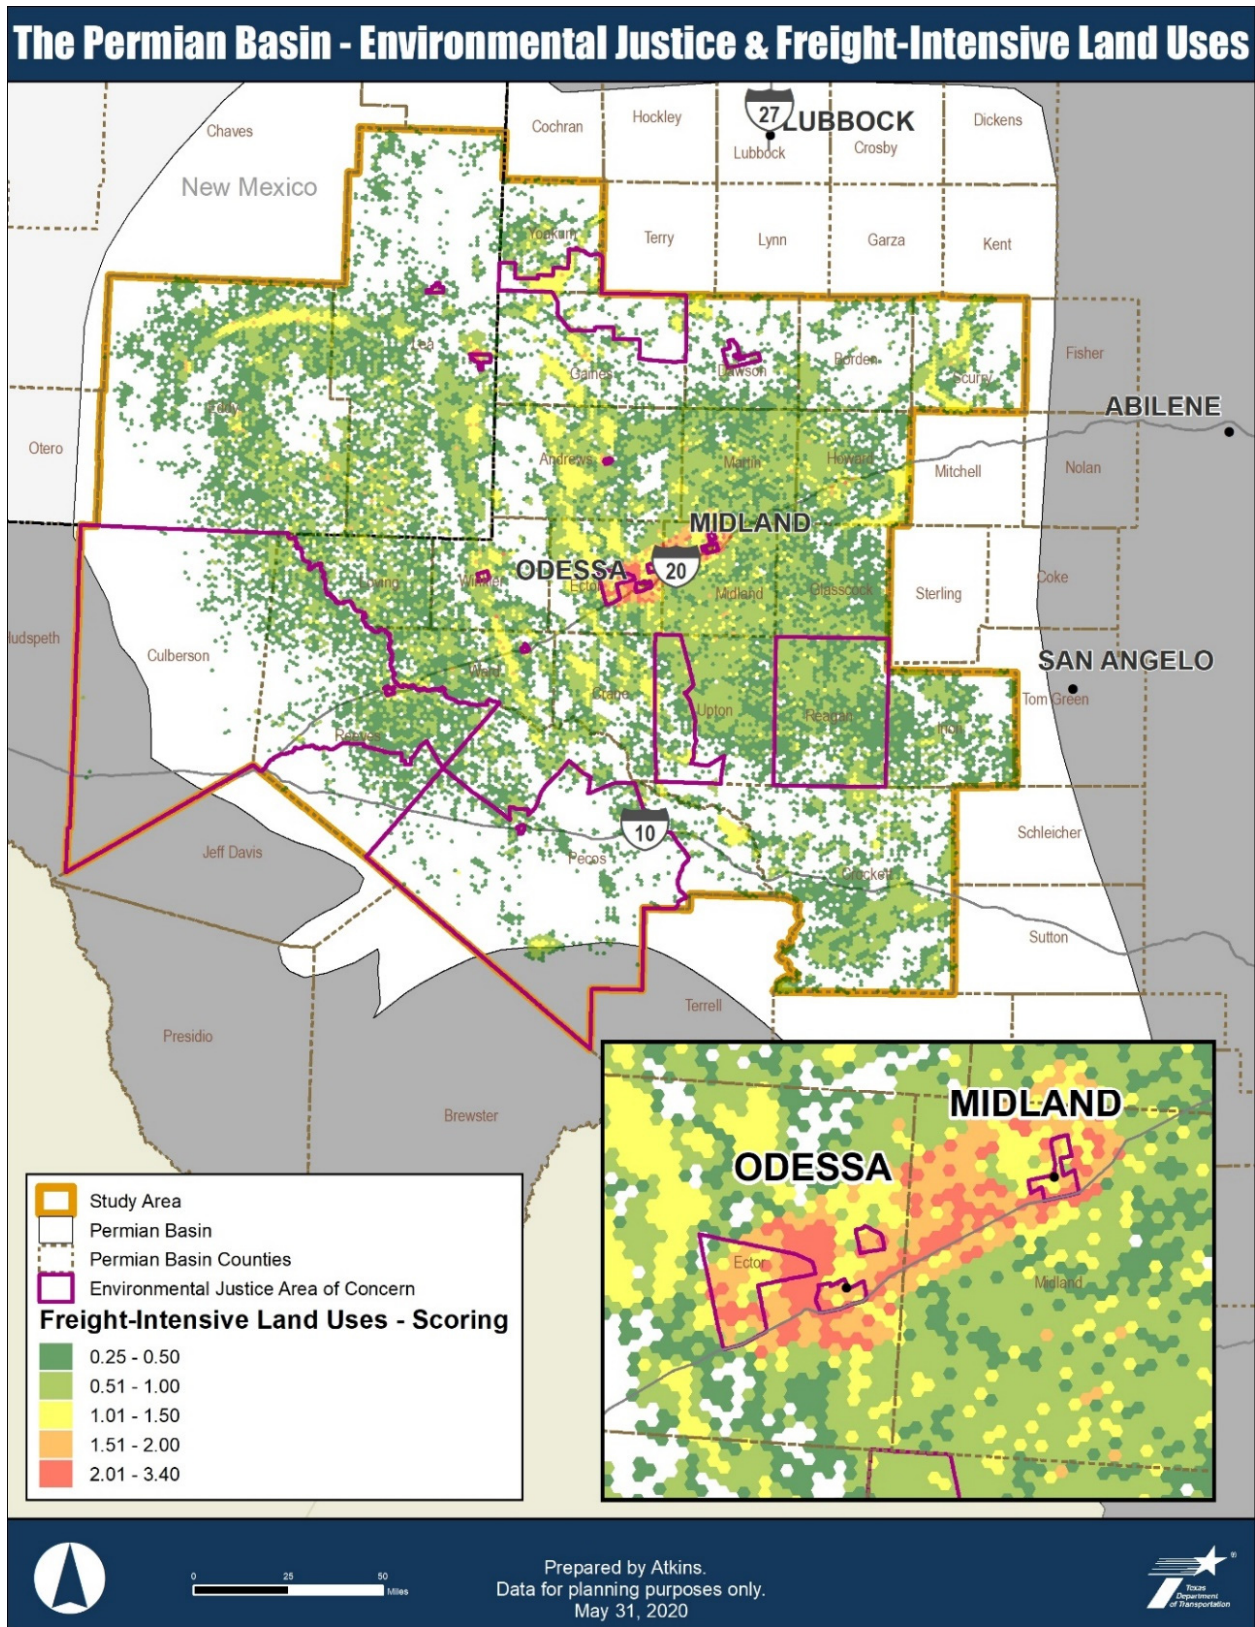 The Permian Basin - Environmental Justice & Freight-Intensive Land Uses
Chaves
Cochran
Hockley
27
LUBBOCK
Lubbock
Crosby
Dickens
New Mexico
Yoakum
Terry
Lynn
Garza
Kent
Lea
Gaines
Dawson
Borden
Scurry
Fisher
Eddy
ABILENE
Otero
Andrews
Martin
Howard
Mitchell
Nolan
MIDLAND
ODESSA
20
Ector
Loving
Winkler
Midland
Glasscock
Sterling
Coke
Hudspeth
Culberson
SAN ANGELO
Ward
Crane
Upton
Reagan
Irion
Tom Green
Reeves
10
Schleicher
Jeff Davis
Pecos
Crockett
Sutton
Terrell
Presidio
Brewster
MIDLAND
ODESSA
Ector
Midland
Study Area
Permian Basin
Permian Basin Counties
Environmental Justice Area of Concern
Freight-Intensive Land Uses - Scoring
0.25 - 0.50
0.51 - 1.00
1.01 - 1.50
1.51 - 2.00
2.01 - 3.40
0 25 50
Miles
Prepared by Atkins.
Data for planning purposes only.
May 31, 2020
®
Texas
Department
of Transportation